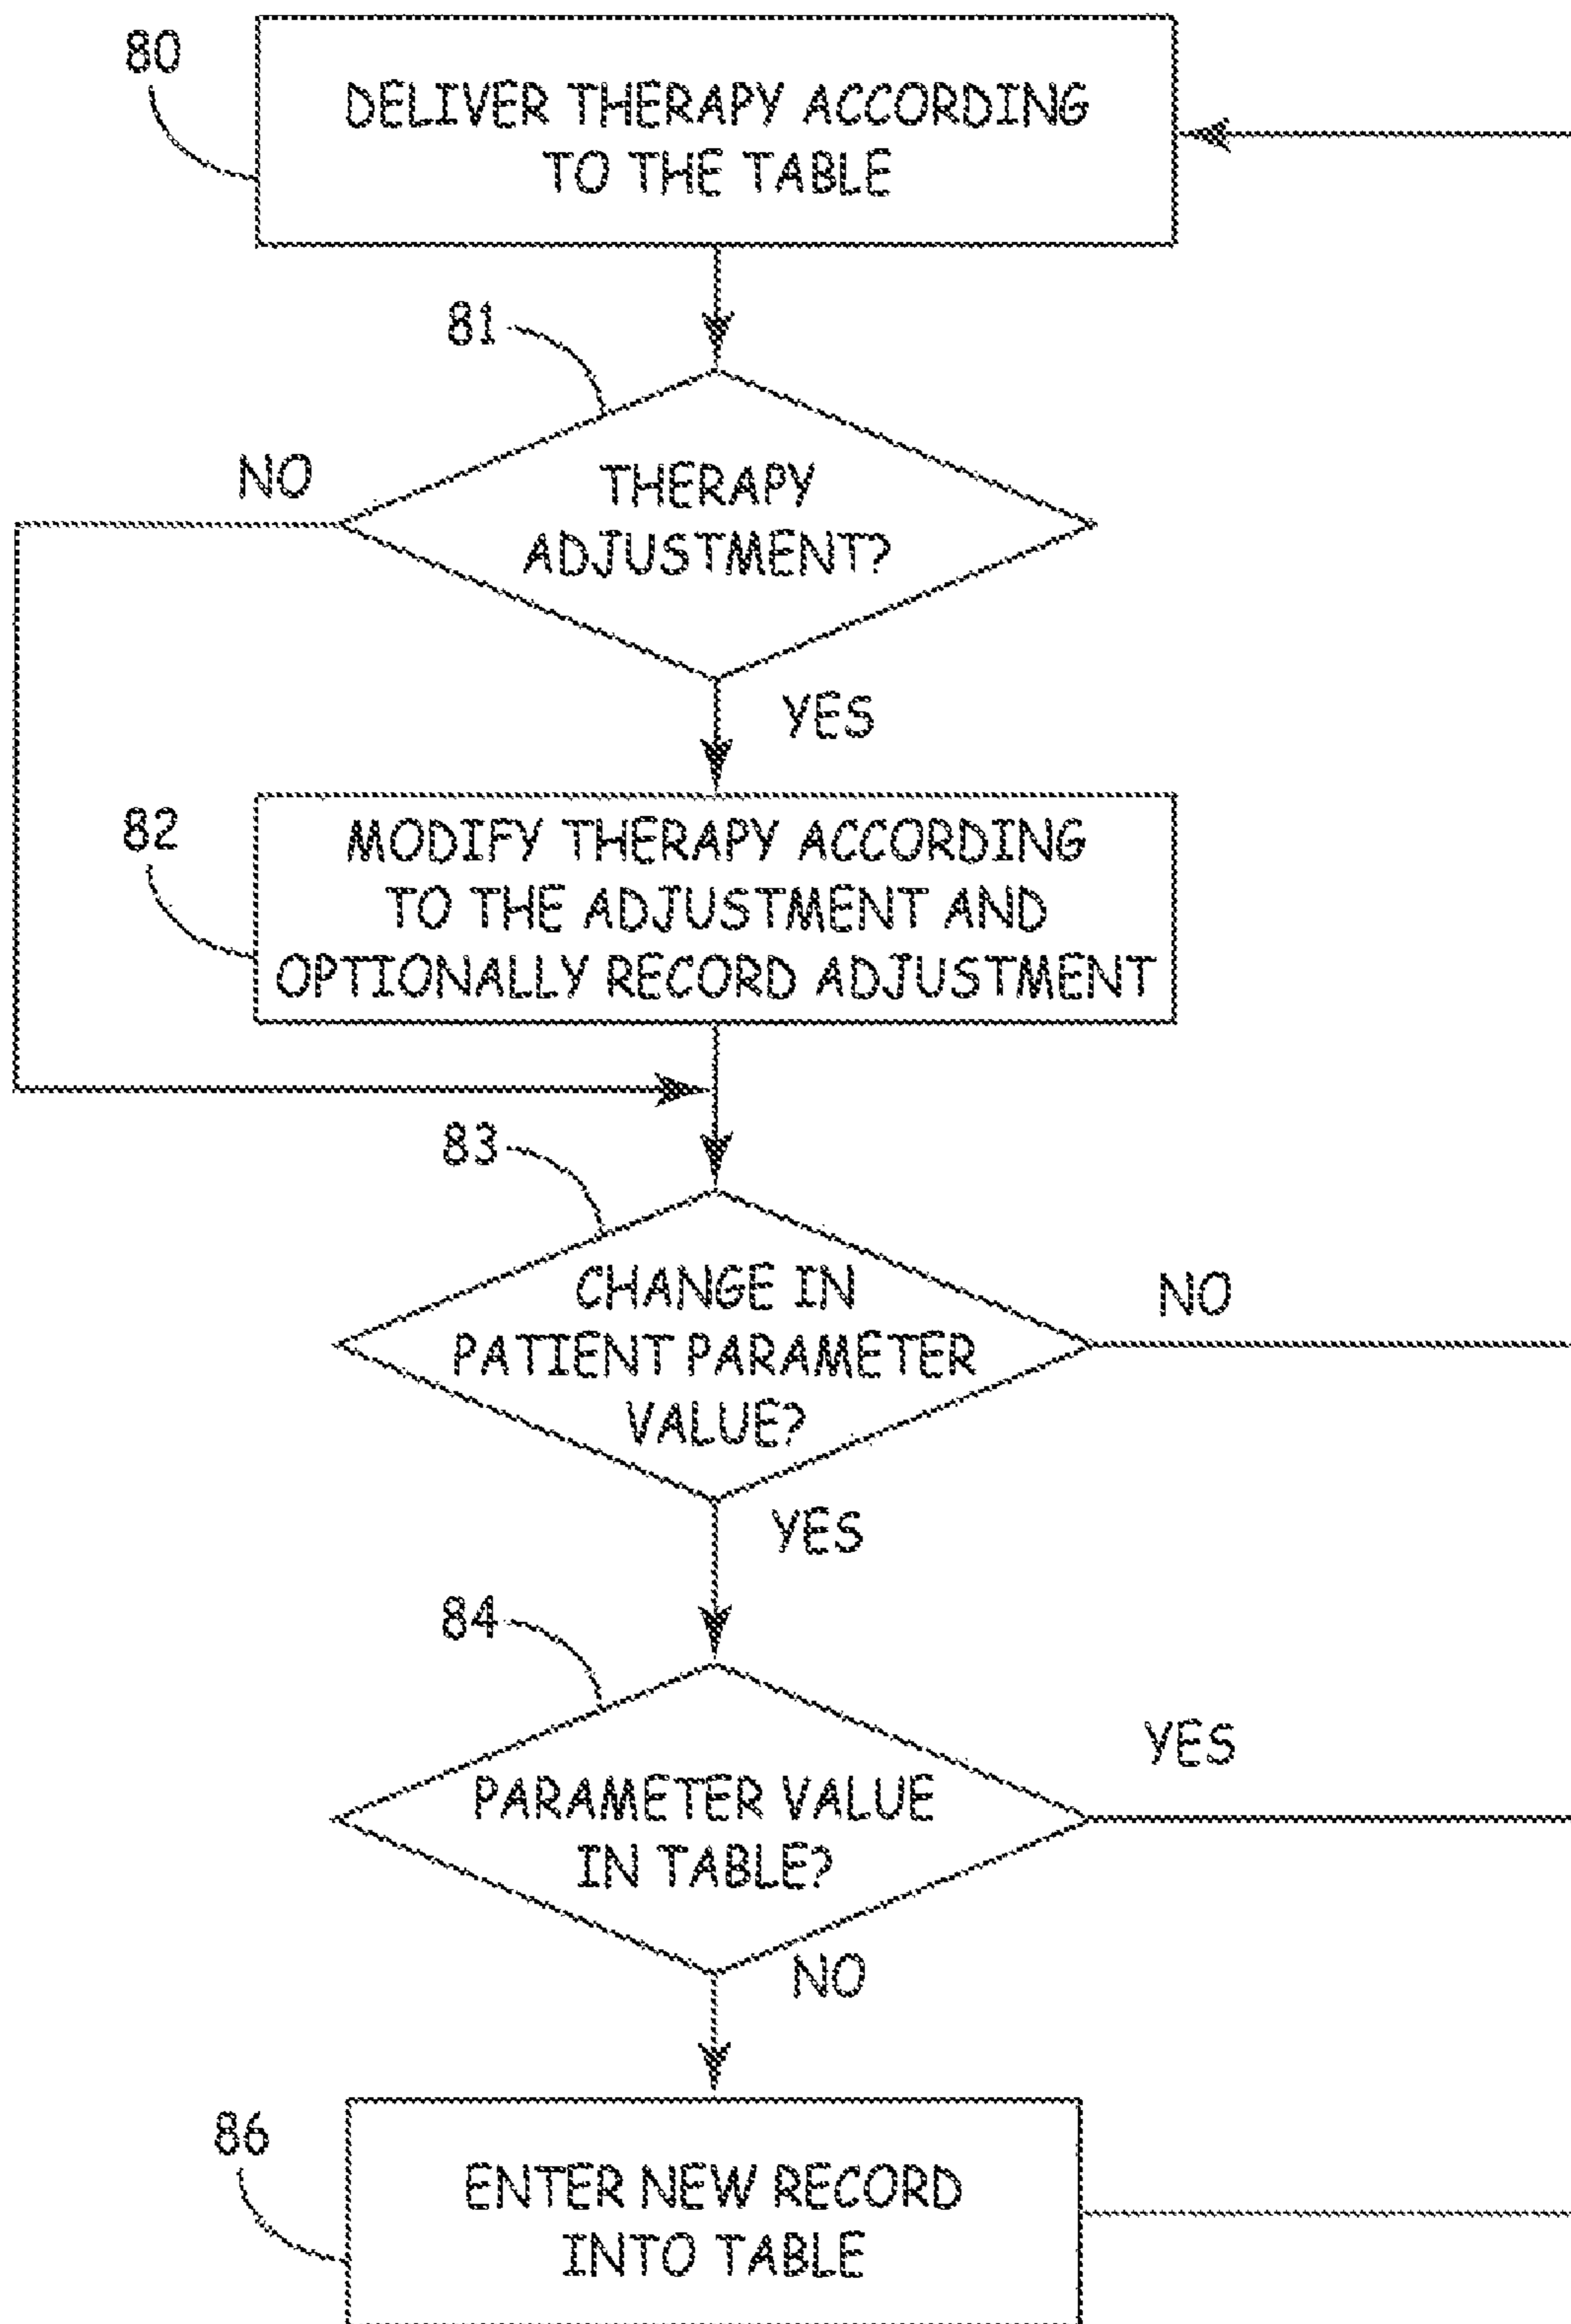 80
DELIVER THERAPY ACCORDING
TO THE TABLE
81
NO
THERAPY
ADJUSTMENT?
YES
82
MODIFY THERAPY ACCORDING
TO THE ADJUSTMENT AND
OPTIONALLY RECORD ADJUSTMENT
83
CHANGE IN
PATIENT PARAMETER
VALUE?
NO
YES
84
PARAMETER VALUE
IN TABLE?
YES
NO
86
ENTER NEW RECORD
INTO TABLE